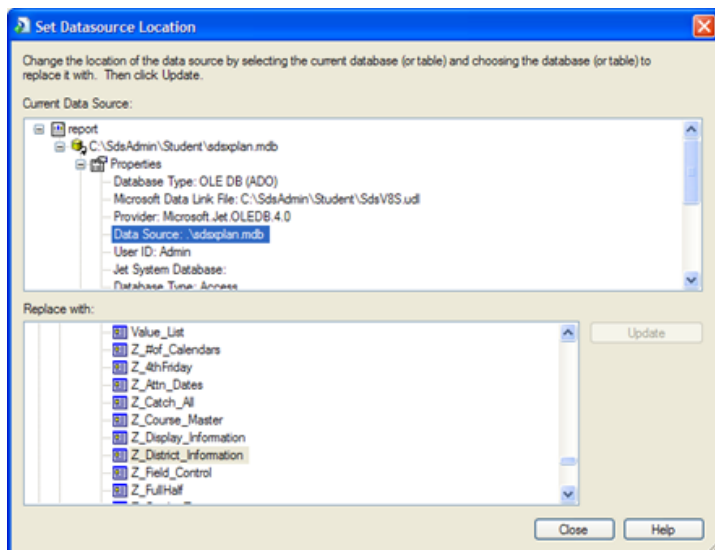 Set Datasource Location
Change the location of the data source by selecting the current database (or table) and choosing the database (or table) to
replace it with. Then click Update.
Current Data Source:
report
C:\SdsAdmin\Student\sdsxplan.mdb
Properties
Database Type: OLE DB (ADO)
Microsoft Data Link File: C:\SdsAdmin\Student\SdsV8S.udl
Provider: Microsoft.Jet.OLEDB.4.0
Data Source: .\sdsxplan.mdb
User ID: Admin
Jet System Database:
Database Type: Access
Replace with:
Value_List
Z_#of_Calendars
Z_4thFriday
Z_Attn_Dates
Z_Catch_All
Z_Course_Master
Z_Display_Information
Z_District_Information
Z_Field_Control
Z_FullHalf
Update
Close
Help